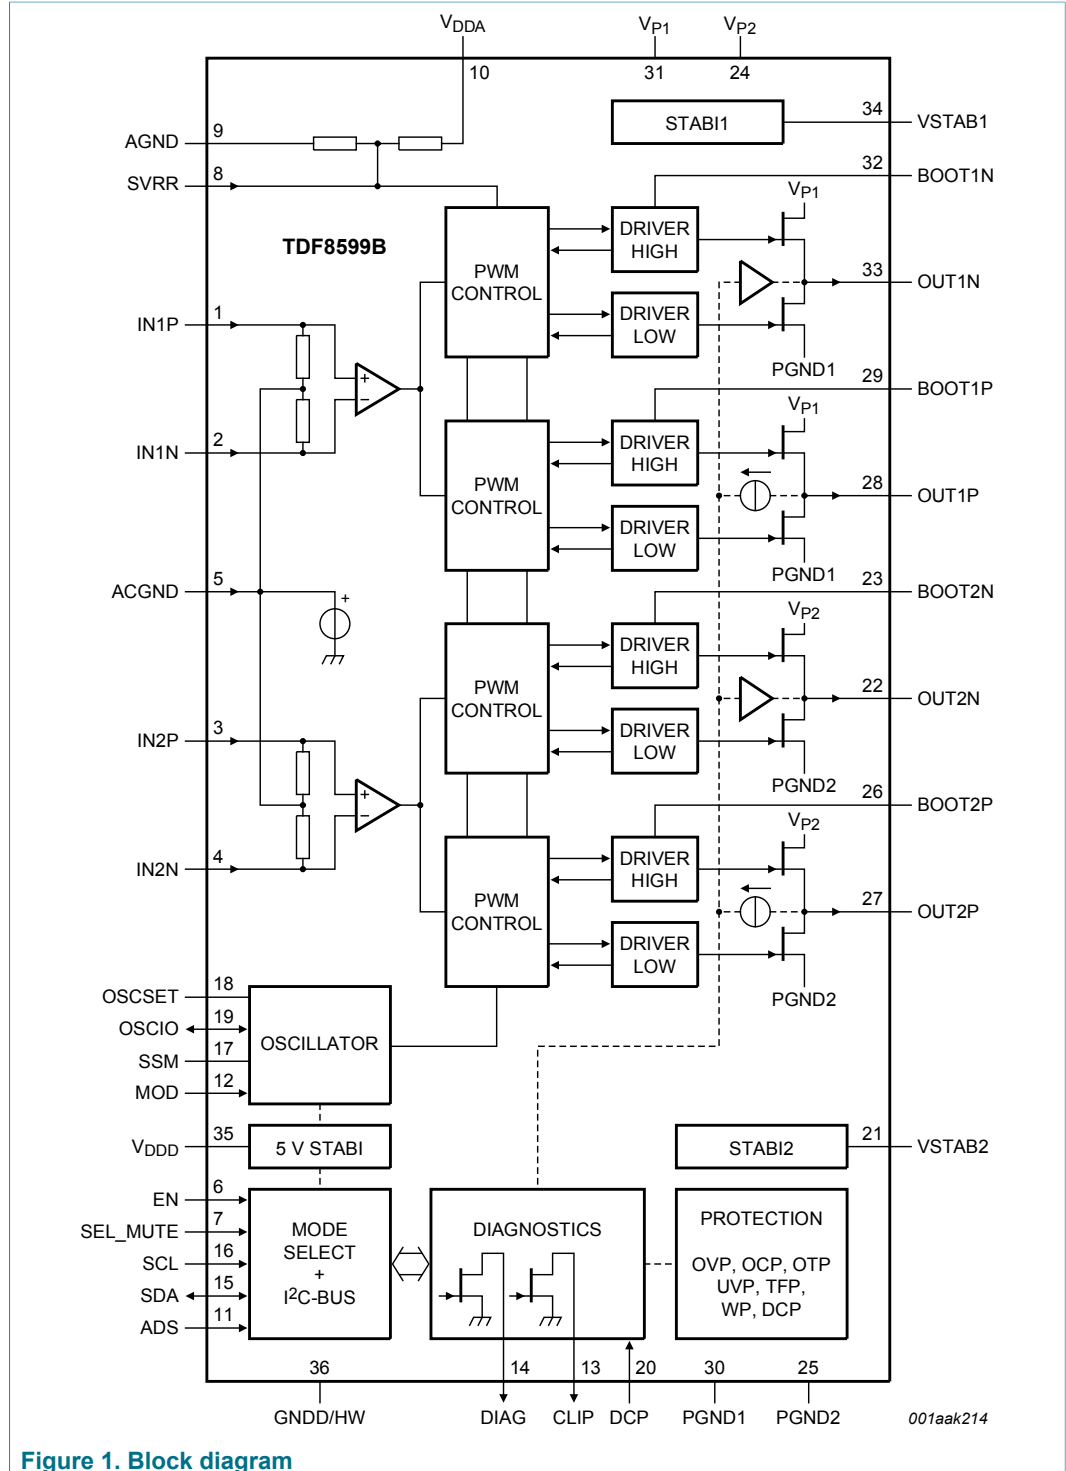 VDDA
VP1
VP2
10
31
24
AGND
9
STABI1
34
VSTAB1
SVRR
8
32
BOOT1N
TDF8599B
PWM
CONTROL
DRIVER
HIGH
VP1
33
OUT1N
IN1P
1
DRIVER
LOW
PGND1
+
−
29
BOOT1P
IN1N
2
PWM
CONTROL
DRIVER
HIGH
VP1
28
OUT1P
DRIVER
LOW
PGND1
ACGND
5
+
23
BOOT2N
PWM
CONTROL
DRIVER
HIGH
VP2
22
OUT2N
IN2P
3
DRIVER
LOW
PGND2
+
−
26
BOOT2P
IN2N
4
PWM
CONTROL
DRIVER
HIGH
VP2
27
OUT2P
DRIVER
LOW
PGND2
OSCSET
18
OSCIO
19
SSM
17
MOD
12
OSCILLATOR
VDDD
35
5 V STABI
STABI2
21
VSTAB2
EN
6
SEL_MUTE
7
SCL
16
SDA
15
ADS
11
MODE
SELECT
+
I2C-BUS
DIAGNOSTICS
PROTECTION
OVP, OCP, OTP
UVP, TFP,
WP, DCP
36
14
13
20
30
25
GNDD/HW
DIAG
CLIP
DCP
PGND1
PGND2
001aak214
Figure 1. Block diagram